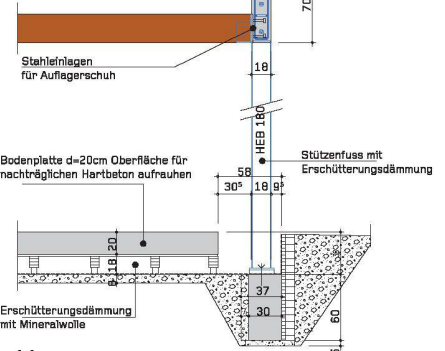 70
Stahleinlagen
für Auflagerschuh
18
HEB 180
Stützenfuss mit
Erschütterungsdämmung
Bodenplatte d=20cm Oberfläche für
nachträglichen Hartbeton aufrauhen
58
30⁵ 18 9⁵
20
18
8
37
30
60
Erschütterungsdämmung
mit Mineralwolle